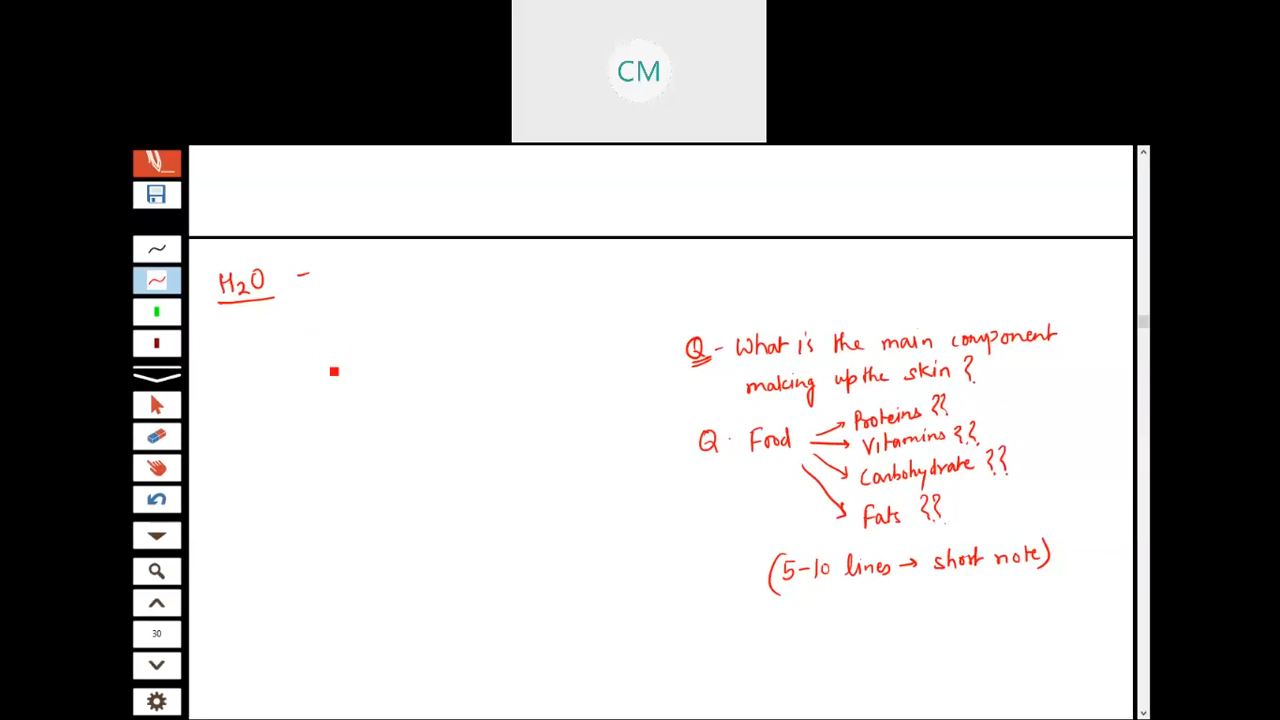 CM
H₂O -
Q - What is the main component
making up the skin ?
Q. Food
Proteins ??
Vitamins ??
Carbohydrate ??
Fats ??
(5-10 lines → short note)
30